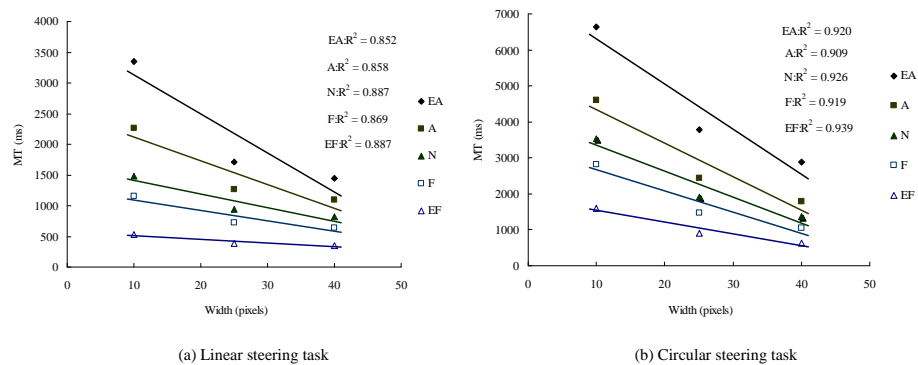 4000
3500
3000
2500
2000
1500
1000
500
0
MT (ms)
0 10 20 30 40 50
Width (pixels)
EA:R² = 0.852
A:R² = 0.858
N:R² = 0.887
F:R² = 0.869
EF:R² = 0.887
EA
A
N
F
EF
(a) Linear steering task
7000
6000
5000
4000
3000
2000
1000
0
MT (ms)
0 10 20 30 40 50
Width (pixels)
EA:R² = 0.920
A:R² = 0.909
N:R² = 0.926
F:R² = 0.919
EF:R² = 0.939
EA
A
N
F
EF
(b) Circular steering task